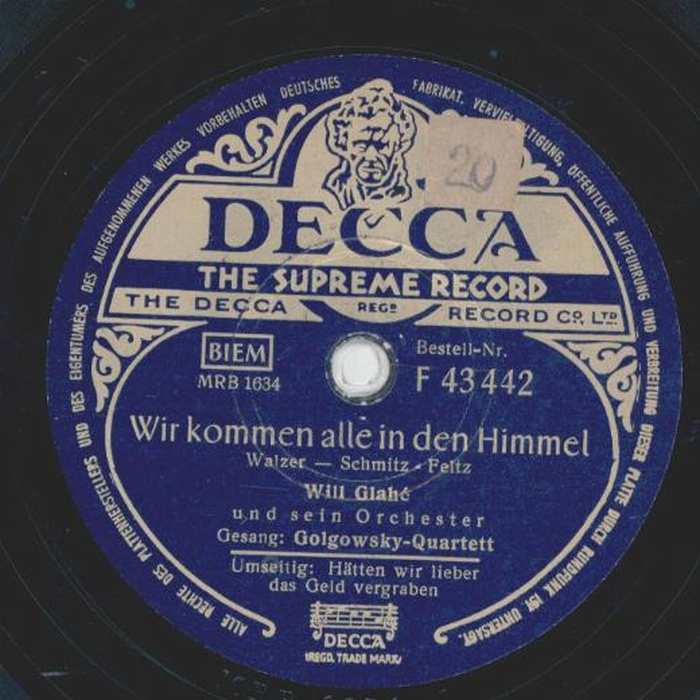 ALLE RECHTE DES PLATTENHERSTELLERS UND DES EIGENTÜMERS DES AUFGENOMMENEN WERKES VORBEHALTEN DEUTSCHES FABRIKAT. VERVIELFÄLTIGUNG, ÖFFENTLICHE AUFFÜHRUNG UND VERBREITUNG DIESER PLATTE DURCH RUNDFUNK IST UNTERSAGT.
20
DECCA
THE SUPREME RECORD
THE DECCA REGD RECORD CO. LTD.
BIEM
MRB 1634
Bestell-Nr.
F 43442
Wir kommen alle in den Himmel
Walzer — Schmitz - Feltz
Will Glahé
und sein Orchester
Gesang: Golgowsky-Quartett
Umseitig: Hätten wir lieber
das Geld vergraben
DECCA
(REGD. TRADE MARK)